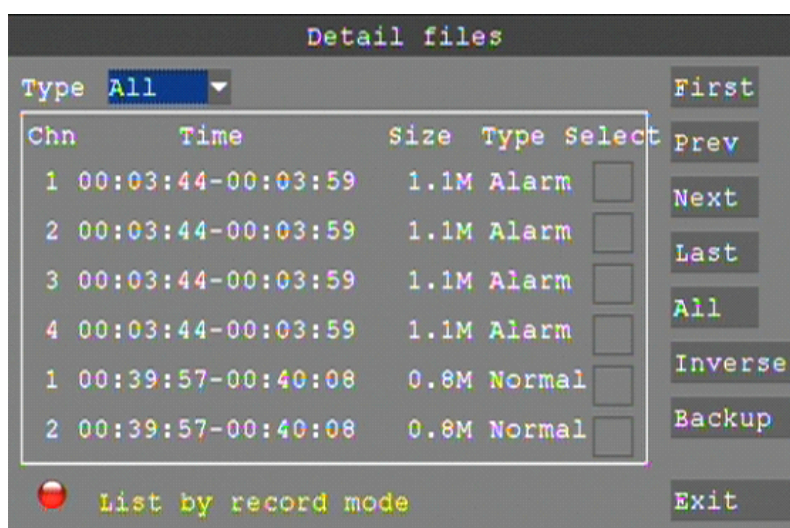 Detail files
Type All
Chn Time Size Type Select
1 00:03:44-00:03:59 1.1M Alarm
2 00:03:44-00:03:59 1.1M Alarm
3 00:03:44-00:03:59 1.1M Alarm
4 00:03:44-00:03:59 1.1M Alarm
1 00:39:57-00:40:08 0.8M Normal
2 00:39:57-00:40:08 0.8M Normal
List by record mode
First
Prev
Next
Last
All
Inverse
Backup
Exit